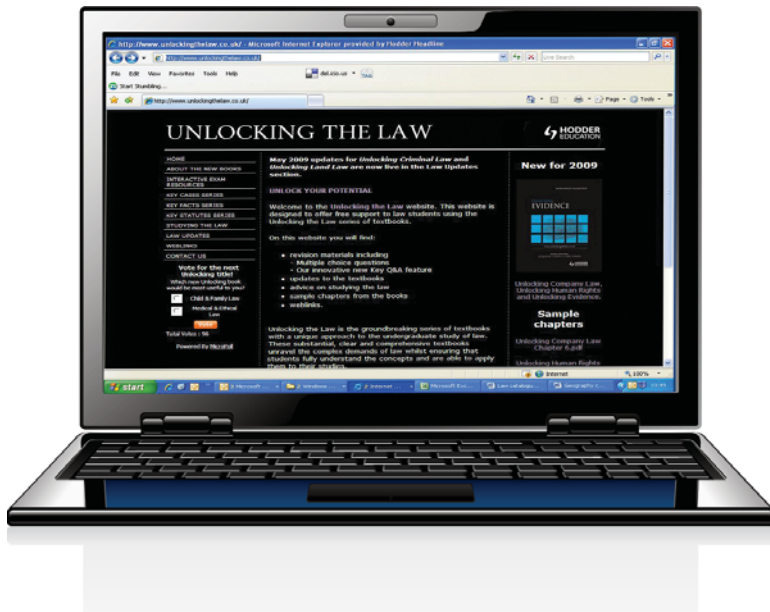 http://www.unlockingthelaw.co.uk/ - Microsoft Internet Explorer provided by Hodder Headline
http://www.unlockingthelaw.co.uk/
Live Search
File Edit View Favorites Tools Help
del.icio.us
TAG
Start Stumbling...
http://www.unlockingthelaw.co.uk/
Page Tools
UNLOCKING THE LAW
HODDER
EDUCATION
HOME
ABOUT THE NEW BOOKS
INTERACTIVE EXAM
RESOURCES
KEY CASES SERIES
KEY FACTS SERIES
KEY STATUTES SERIES
STUDYING THE LAW
LAW UPDATES
WEBLINKS
CONTACT US
Vote for the next
Unlocking title!
Which new Unlocking book
would be most useful to you?
Child & Family Law
Medical & Ethical
Law
Vote
Total Votes : 56
Powered By MicroPoll
May 2009 updates for Unlocking Criminal Law and
Unlocking Land Law are now live in the Law Updates
section.
UNLOCK YOUR POTENTIAL
Welcome to the Unlocking the Law website. This website is
designed to offer free support to law students using the
Unlocking the Law series of textbooks.
On this website you will find:
• revision materials including
- Multiple choice questions
- Our innovative new Key Q&A feature
• updates to the textbooks
• advice on studying the law
• sample chapters from the books
• weblinks.
Unlocking the Law is the groundbreaking series of textbooks
with a unique approach to the undergraduate study of law.
These substantial, clear and comprehensive textbooks
unravel the complex demands of law whilst ensuring that
students fully understand the concepts and are able to apply
them to their studies.
New for 2009
EVIDENCE
Unlocking Company Law,
Unlocking Human Rights
and Unlocking Evidence.
Sample
chapters
Unlocking Company Law
Chapter 6.pdf
Unlocking Human Rights
Internet
100%
start
2 Microsoft ...
2 Windows ...
2 Internet ...
Microsoft Exc...
Law catalogu...
Geography c...